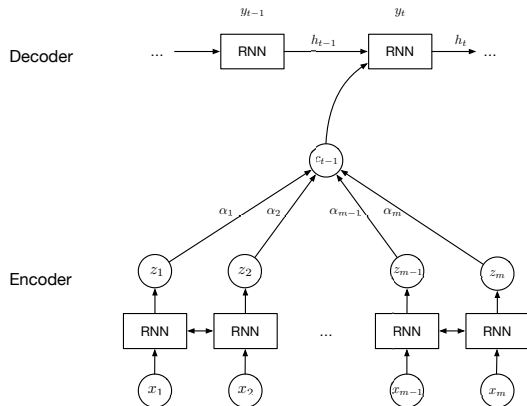 y_{t-1} y_t
Decoder ... RNN h_{t-1} RNN h_t ...
c_{t-1}
α_1 α_2 α_{m-1} α_m
Encoder z_1 z_2 z_{m-1} z_m
RNN RNN ... RNN RNN
x_1 x_2 x_{m-1} x_m